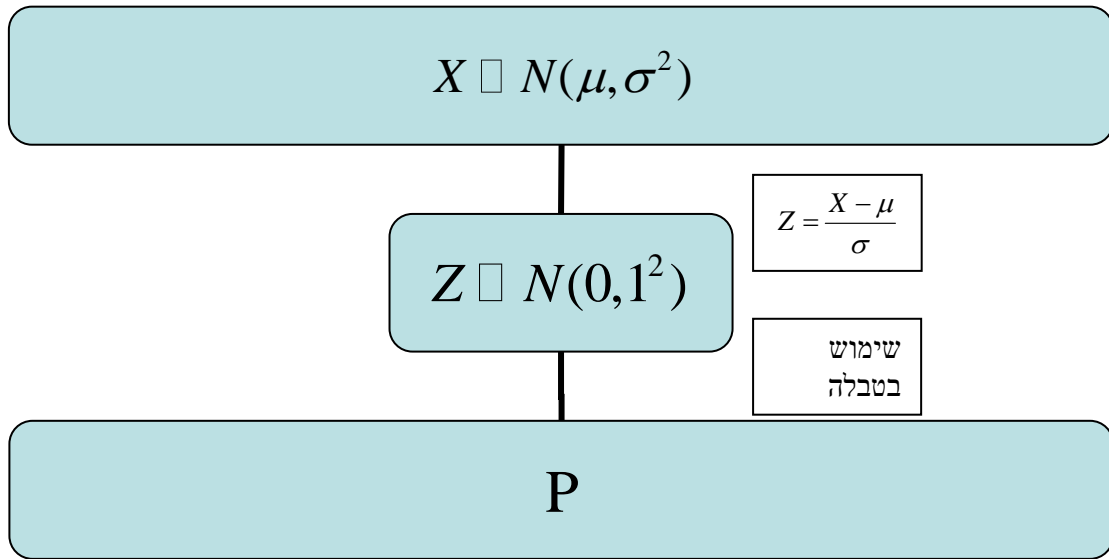 X □ N(μ, σ²)
Z = (X − μ) / σ
Z □ N(0, 1²)
שימוש
בטבלה
P